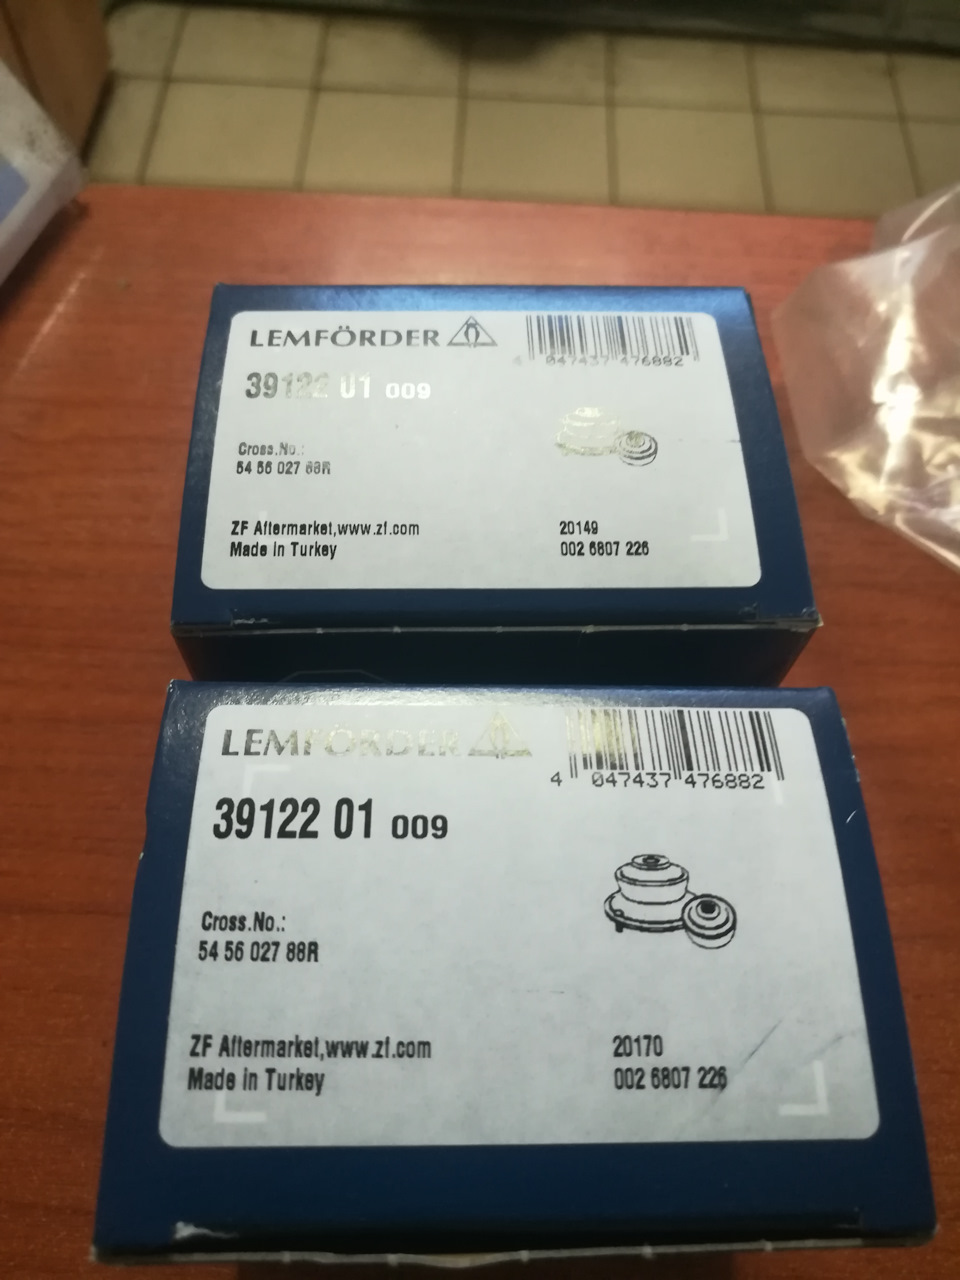 LEMFÖRDER
4 047437 476882
39122 01 009
Cross.No.:
54 56 027 88R
ZF Aftermarket,www.zf.com
Made in Turkey
20149
002 6807 226
LEMFÖRDER
4 047437 476882
39122 01 009
Cross.No.:
54 56 027 88R
ZF Aftermarket,www.zf.com
Made in Turkey
20170
002 6807 226